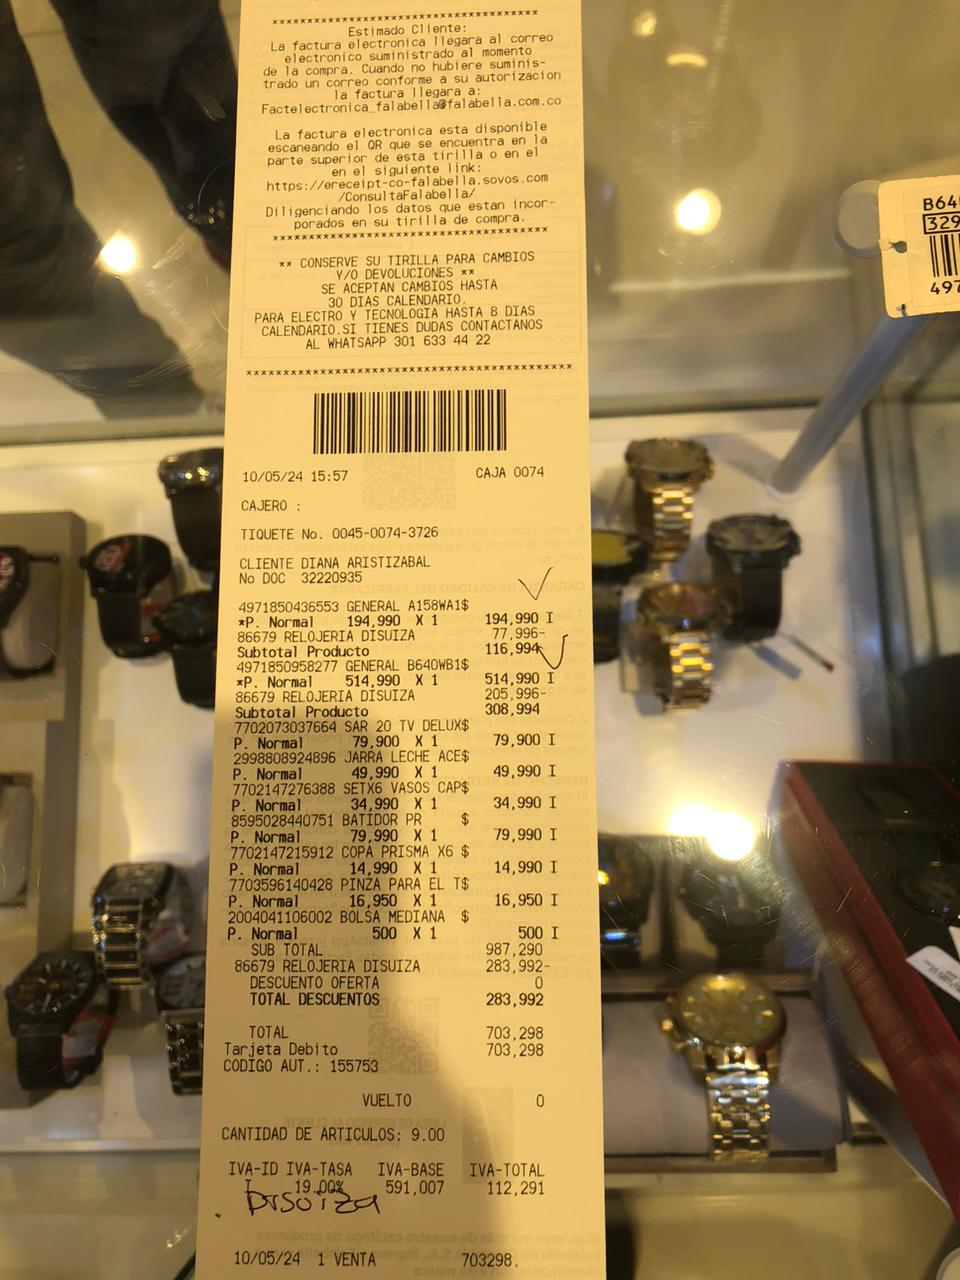 ****************************************
Estimado Cliente:
La factura electronica llegara al correo
electronico suministrado al momento
de la compra. Cuando no hubiere suminis-
trado un correo conforme a su autorizacion
la factura llegara a:
Factelectronica_falabella@falabella.com.co
La factura electronica esta disponible
escaneando el QR que se encuentra en la
parte superior de esta tirilla o en el
en el siguiente link:
https://ereceipt-co-falabella.sovos.com
/ConsultaFalabella/
Diligenciando los datos que estan incor-
porados en su tirilla de compra.
****************************************
** CONSERVE SU TIRILLA PARA CAMBIOS
Y/O DEVOLUCIONES **
SE ACEPTAN CAMBIOS HASTA
30 DIAS CALENDARIO.
PARA ELECTRO Y TECNOLOGIA HASTA 8 DIAS
CALENDARIO.SI TIENES DUDAS CONTACTANOS
AL WHATSAPP 301 633 44 22
****************************************
10/05/24 15:57 CAJA 0074
CAJERO :
TIQUETE No. 0045-0074-3726
CLIENTE DIANA ARISTIZABAL
No DOC 32220935
4971850436553 GENERAL A158WA1$
*P. Normal 194,990 X 1 194,990 I
86679 RELOJERIA DISUIZA 77,996-
Subtotal Producto 116,994
4971850958277 GENERAL B640WB1$
*P. Normal 514,990 X 1 514,990 I
86679 RELOJERIA DISUIZA 205,996-
Subtotal Producto 308,994
7702073037664 SAR 20 TV DELUX$
P. Normal 79,900 X 1 79,900 I
2998808924896 JARRA LECHE ACE$
P. Normal 49,990 X 1 49,990 I
7702147276388 SETX6 VASOS CAP$
P. Normal 34,990 X 1 34,990 I
8595028440751 BATIDOR PR $
P. Normal 79,990 X 1 79,990 I
7702147215912 COPA PRISMA X6 $
P. Normal 14,990 X 1 14,990 I
7703596140428 PINZA PARA EL T$
P. Normal 16,950 X 1 16,950 I
2004041106002 BOLSA MEDIANA $
P. Normal 500 X 1 500 I
SUB TOTAL 987,290
86679 RELOJERIA DISUIZA 283,992-
DESCUENTO OFERTA 0
TOTAL DESCUENTOS 283,992
TOTAL 703,298
Tarjeta Debito 703,298
CODIGO AUT.: 155753
VUELTO 0
CANTIDAD DE ARTICULOS: 9.00
IVA-ID IVA-TASA IVA-BASE IVA-TOTAL
I 19.00% 591,007 112,291
Disuiza
10/05/24 1 VENTA 703298.
B640
329
497